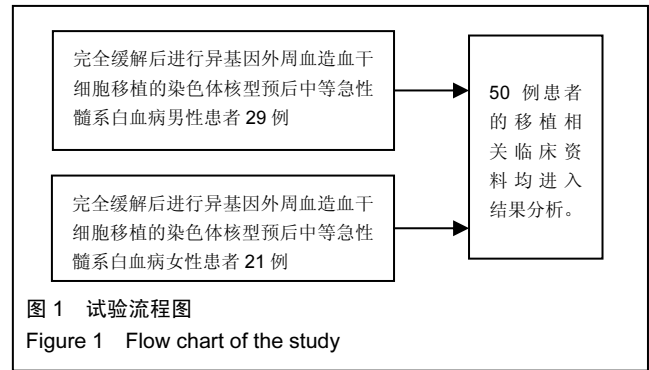 完全缓解后进行异基因外周血造血干
细胞移植的染色体核型预后中等急性
髓系白血病男性患者 29 例
50 例患者
的移植相
关临床资
料均进入
结果分析。
完全缓解后进行异基因外周血造血干
细胞移植的染色体核型预后中等急性
髓系白血病女性患者 21 例
图 1 试验流程图
Figure 1 Flow chart of the study